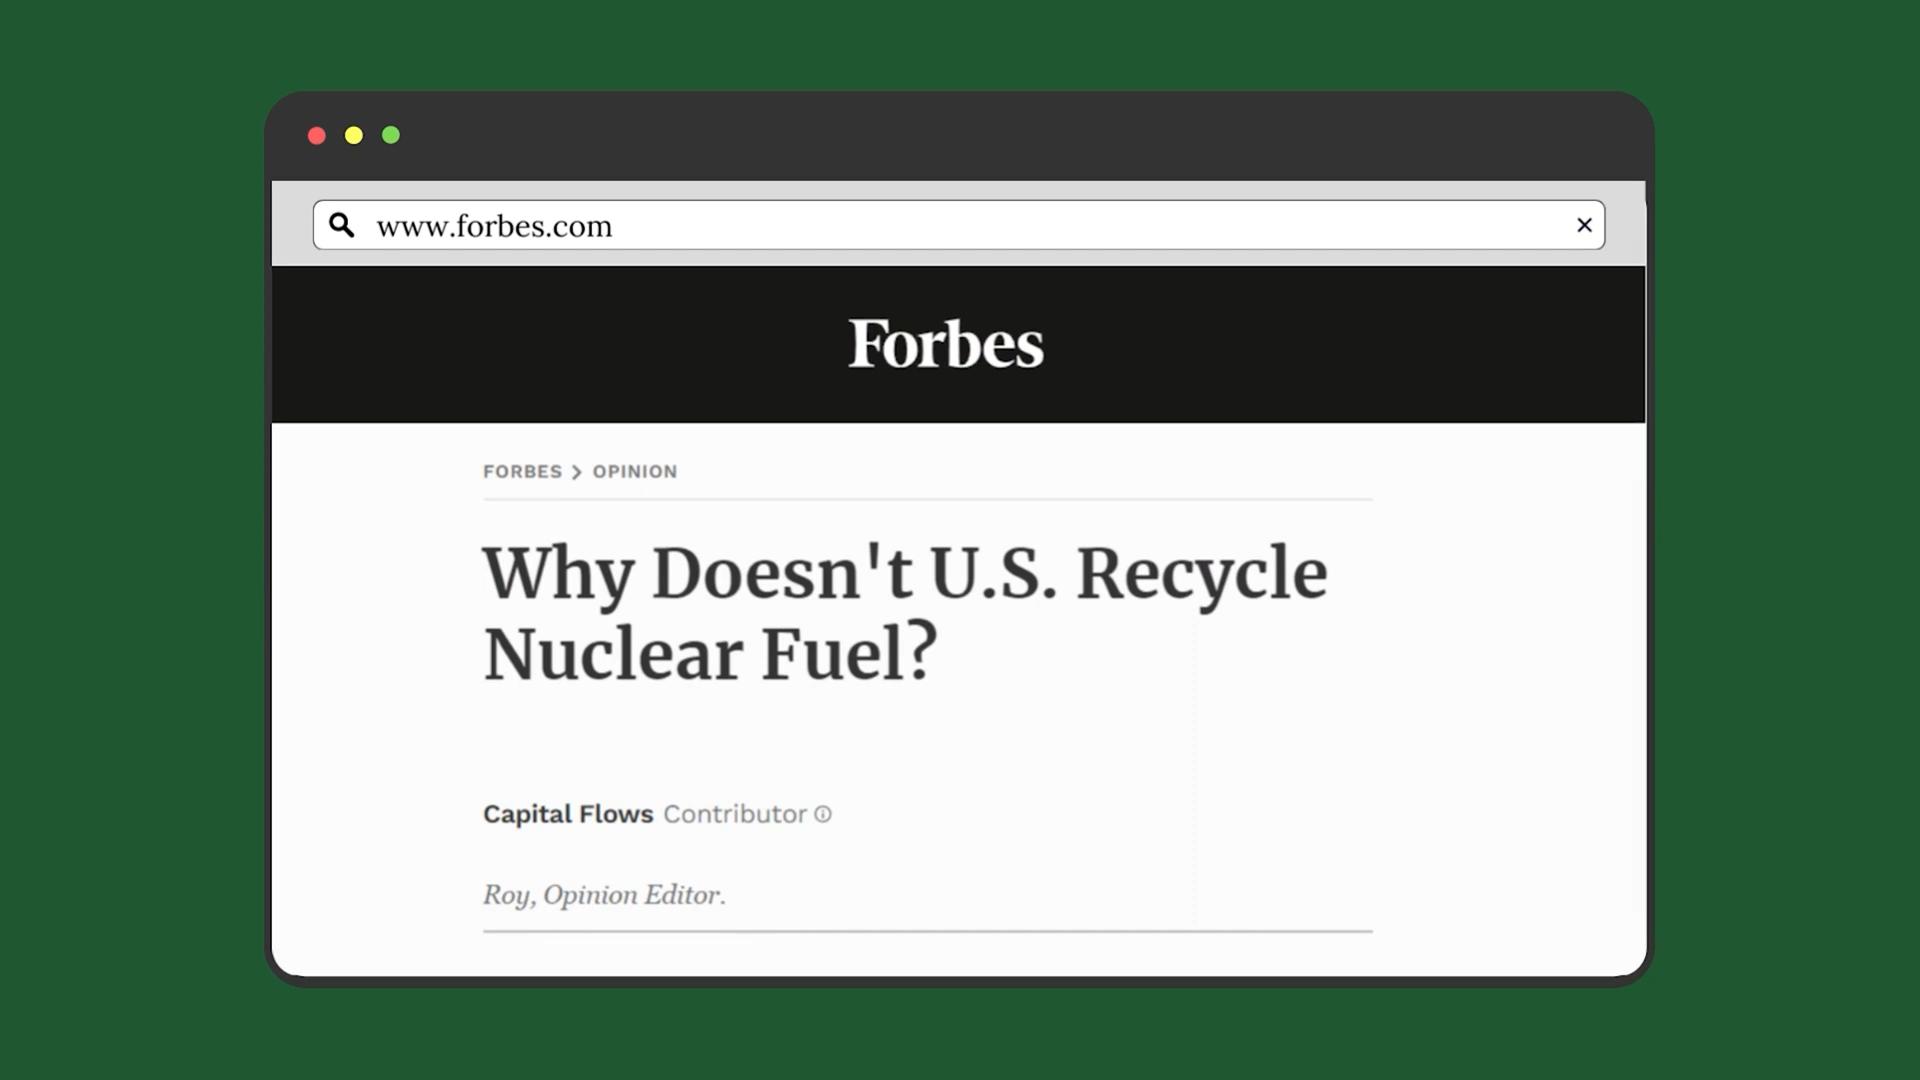 www.forbes.com
Forbes
FORBES > OPINION
Why Doesn't U.S. Recycle
Nuclear Fuel?
Capital Flows Contributor
Roy, Opinion Editor.